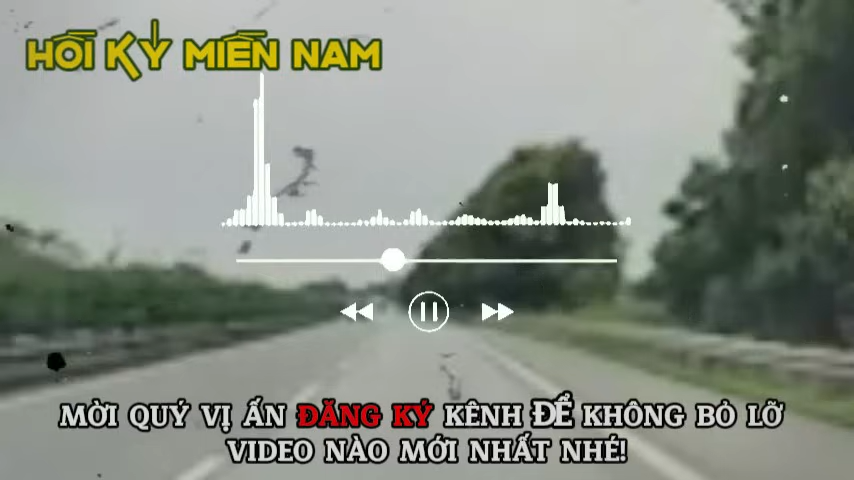 HỒI KÝ MIỀN NAM
MỜI QUÝ VỊ ẤN ĐĂNG KÝ KÊNH ĐỂ KHÔNG BỎ LỠ
VIDEO NÀO MỚI NHẤT NHÉ!